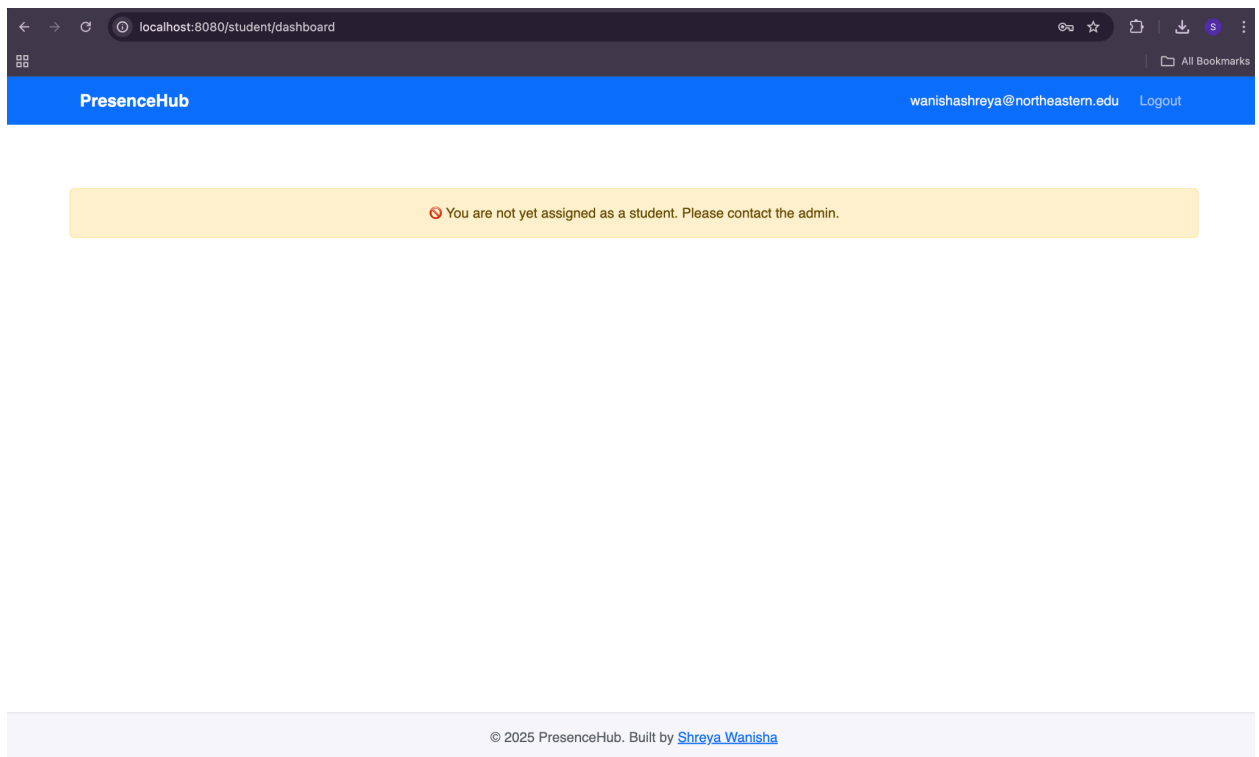 localhost:8080/student/dashboard
S
All Bookmarks
PresenceHub
wanishashreya@northeastern.edu Logout
🚫 You are not yet assigned as a student. Please contact the admin.
© 2025 PresenceHub. Built by Shreya Wanisha